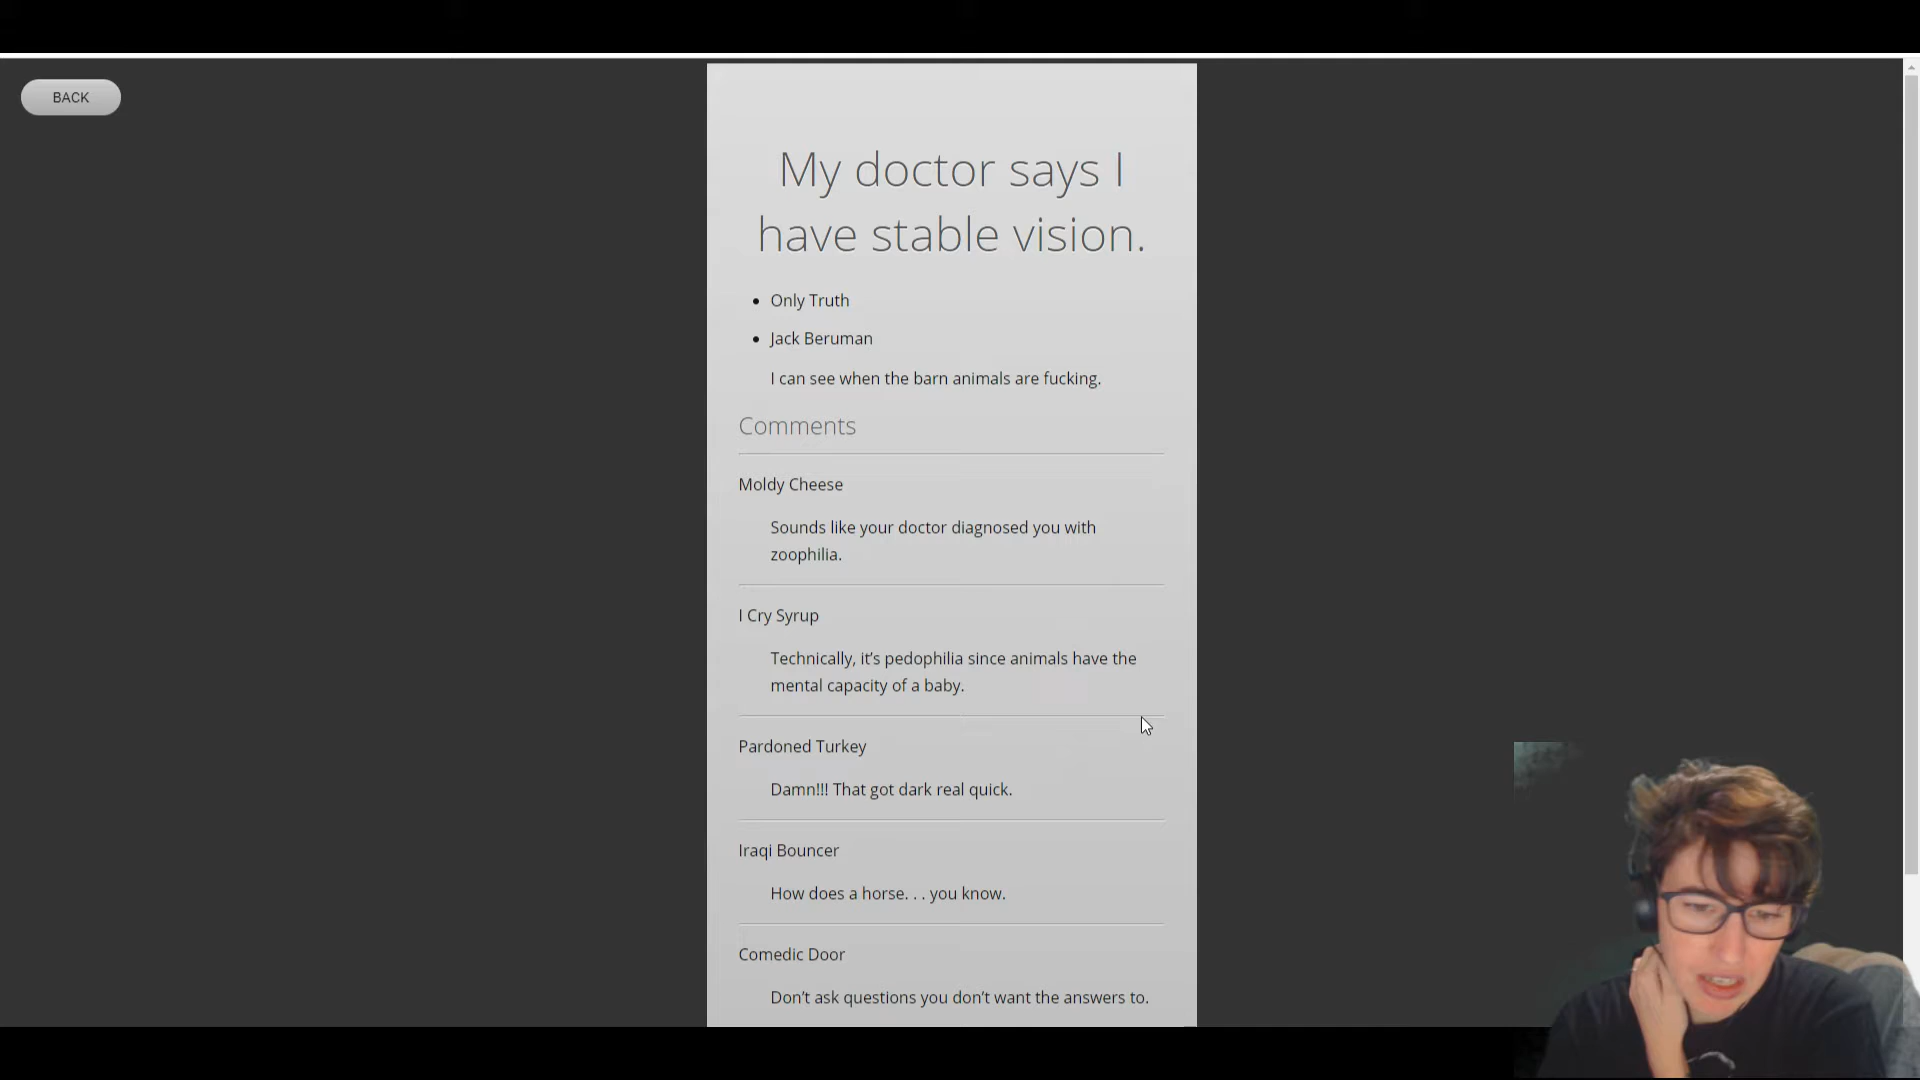 BACK
My doctor says I
have stable vision.
Only Truth
Jack Beruman
I can see when the barn animals are fucking.
Comments
Moldy Cheese
Sounds like your doctor diagnosed you with
zoophilia.
I Cry Syrup
Technically, it’s pedophilia since animals have the
mental capacity of a baby.
Pardoned Turkey
Damn!!! That got dark real quick.
Iraqi Bouncer
How does a horse. . . you know.
Comedic Door
Don’t ask questions you don’t want the answers to.